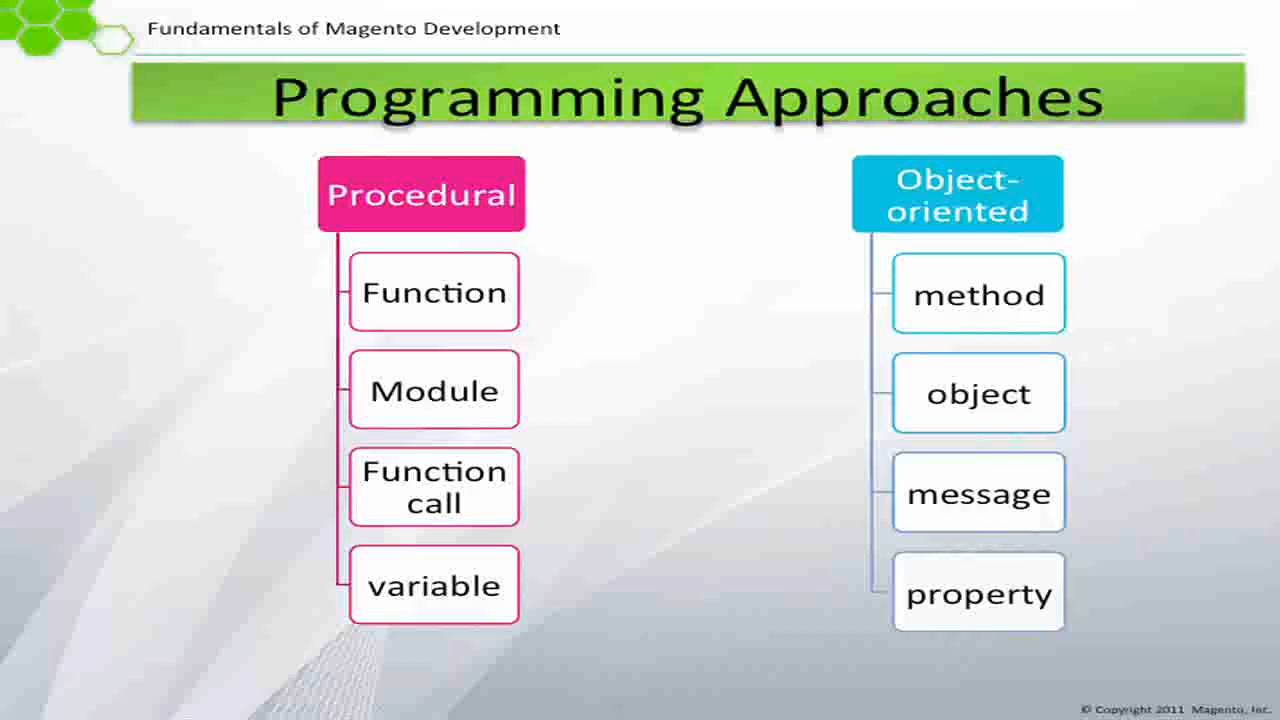 Fundamentals of Magento Development
Programming Approaches
Procedural
Function
Module
Function
call
variable
Object-
oriented
method
object
message
property
© Copyright 2011 Magento, Inc.